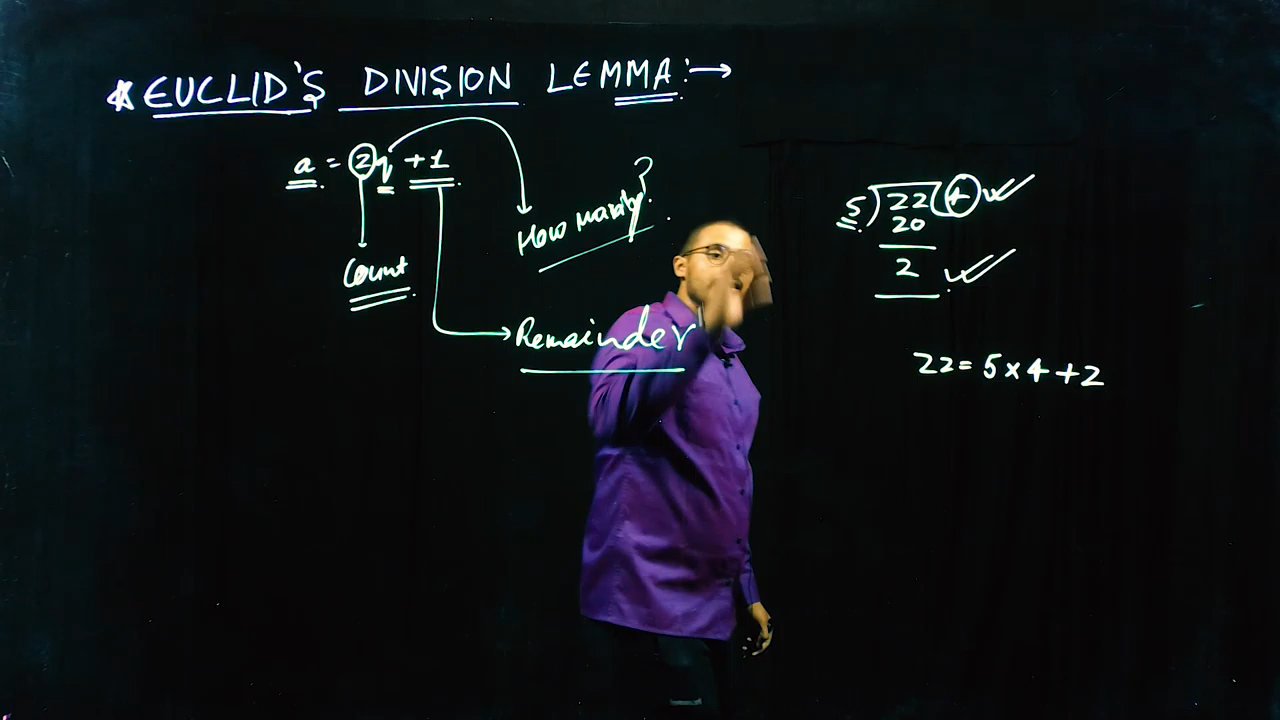 * EUCLID'S DIVISION LEMMA:→
a = 2q + 1
How many?
Count
Remainder
5) 22 (4
20
2
22 = 5 x 4 + 2